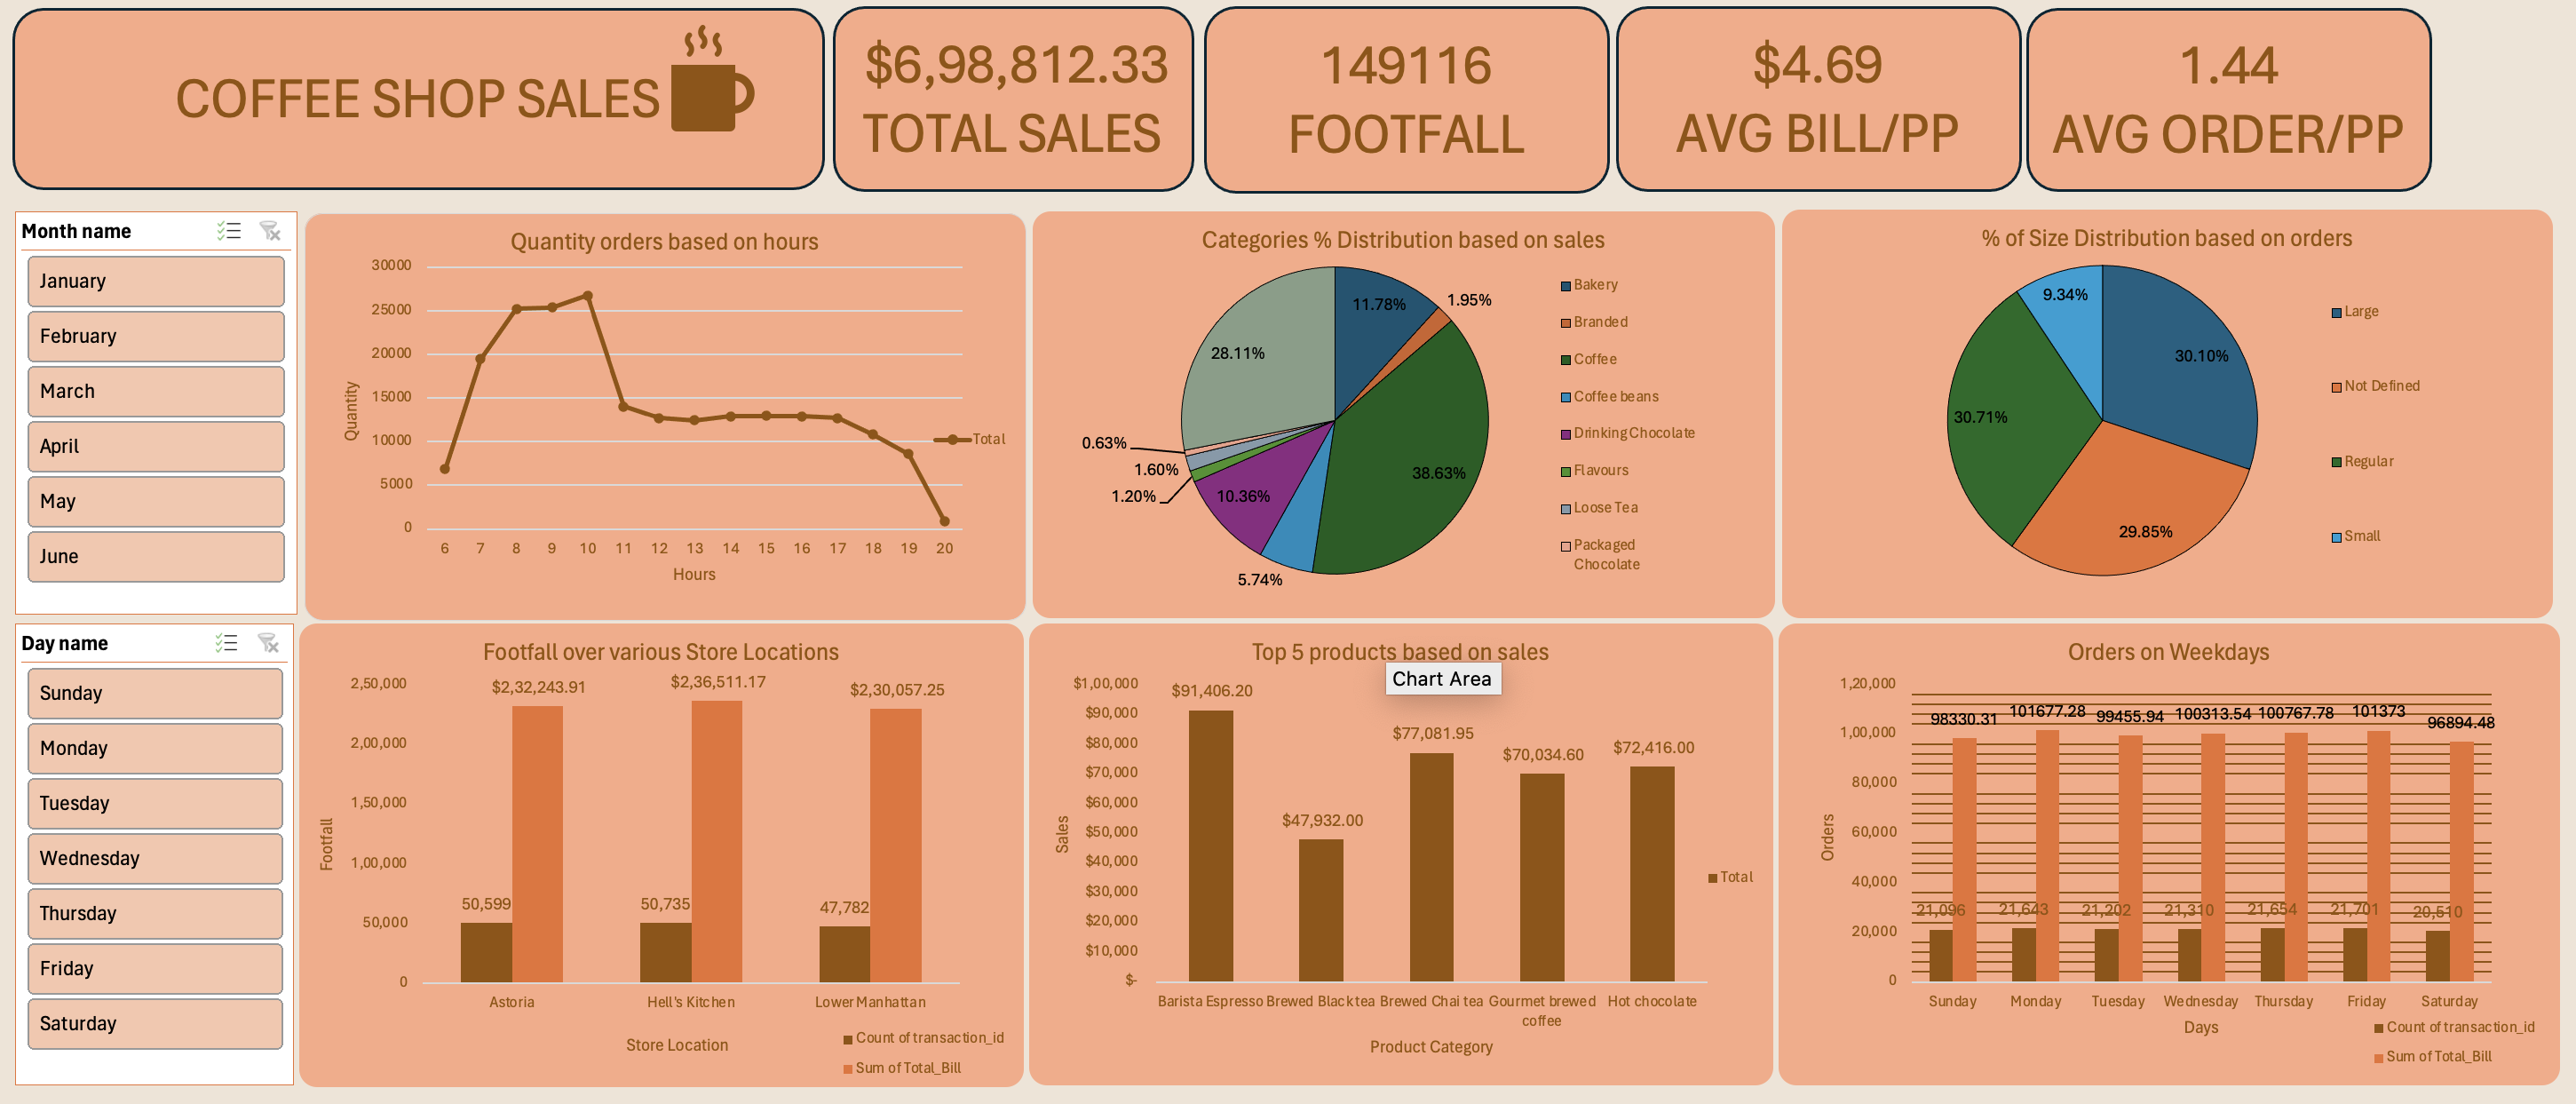 COFFEE SHOP SALES
$6,98,812.33
TOTAL SALES
149116
FOOTFALL
$4.69
AVG BILL/PP
1.44
AVG ORDER/PP
Month name
January
February
March
April
May
June
Quantity orders based on hours
30000
25000
20000
15000
10000
5000
0
Quantity
6 7 8 9 10 11 12 13 14 15 16 17 18 19 20
Hours
Total
Categories % Distribution based on sales
11.78%
1.95%
38.63%
5.74%
10.36%
1.20%
1.60%
0.63%
28.11%
Bakery
Branded
Coffee
Coffee beans
Drinking Chocolate
Flavours
Loose Tea
Packaged
Chocolate
% of Size Distribution based on orders
30.10%
29.85%
30.71%
9.34%
Large
Not Defined
Regular
Small
Day name
Sunday
Monday
Tuesday
Wednesday
Thursday
Friday
Saturday
Footfall over various Store Locations
2,50,000
2,00,000
1,50,000
1,00,000
50,000
0
Footfall
$2,32,243.91
$2,36,511.17
$2,30,057.25
50,599
50,735
47,782
Astoria
Hell's Kitchen
Lower Manhattan
Store Location
Count of transaction_id
Sum of Total_Bill
Top 5 products based on sales
Chart Area
$1,00,000
$90,000
$80,000
$70,000
$60,000
$50,000
$40,000
$30,000
$20,000
$10,000
$-
Sales
$91,406.20
$47,932.00
$77,081.95
$70,034.60
$72,416.00
Barista Espresso
Brewed Black tea
Brewed Chai tea
Gourmet brewed
coffee
Hot chocolate
Product Category
Total
Orders on Weekdays
1,20,000
1,00,000
80,000
60,000
40,000
20,000
0
Orders
98330.31
101677.28
99455.94
100313.54
100767.78
101373
96894.48
21,096
21,643
21,202
21,310
21,654
21,701
20,510
Sunday
Monday
Tuesday
Wednesday
Thursday
Friday
Saturday
Days
Count of transaction_id
Sum of Total_Bill